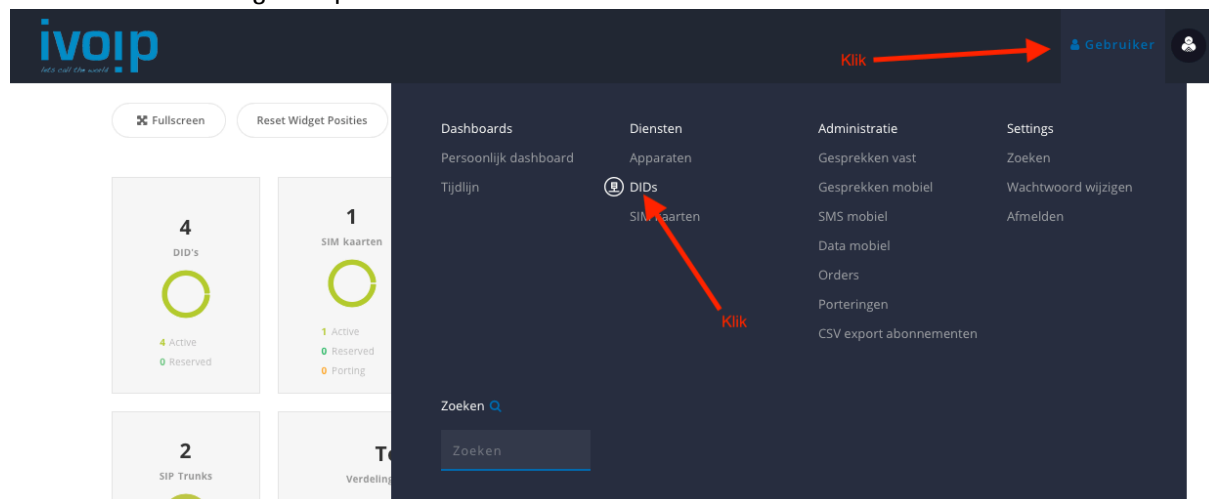 ivoip
lets call the world
Klik
Gebruiker
Fullscreen
Reset Widget Posities
Dashboards
Persoonlijk dashboard
Tijdlijn
Diensten
Apparaten
DIDs
SIM kaarten
Klik
Administratie
Gesprekken vast
Gesprekken mobiel
SMS mobiel
Data mobiel
Orders
Porteringen
CSV export abonnementen
Settings
Zoeken
Wachtwoord wijzigen
Afmelden
4
DID's
4 Active
0 Reserved
1
SIM kaarten
1 Active
0 Reserved
0 Porting
Zoeken
Zoeken
2
SIP Trunks
Verdeling